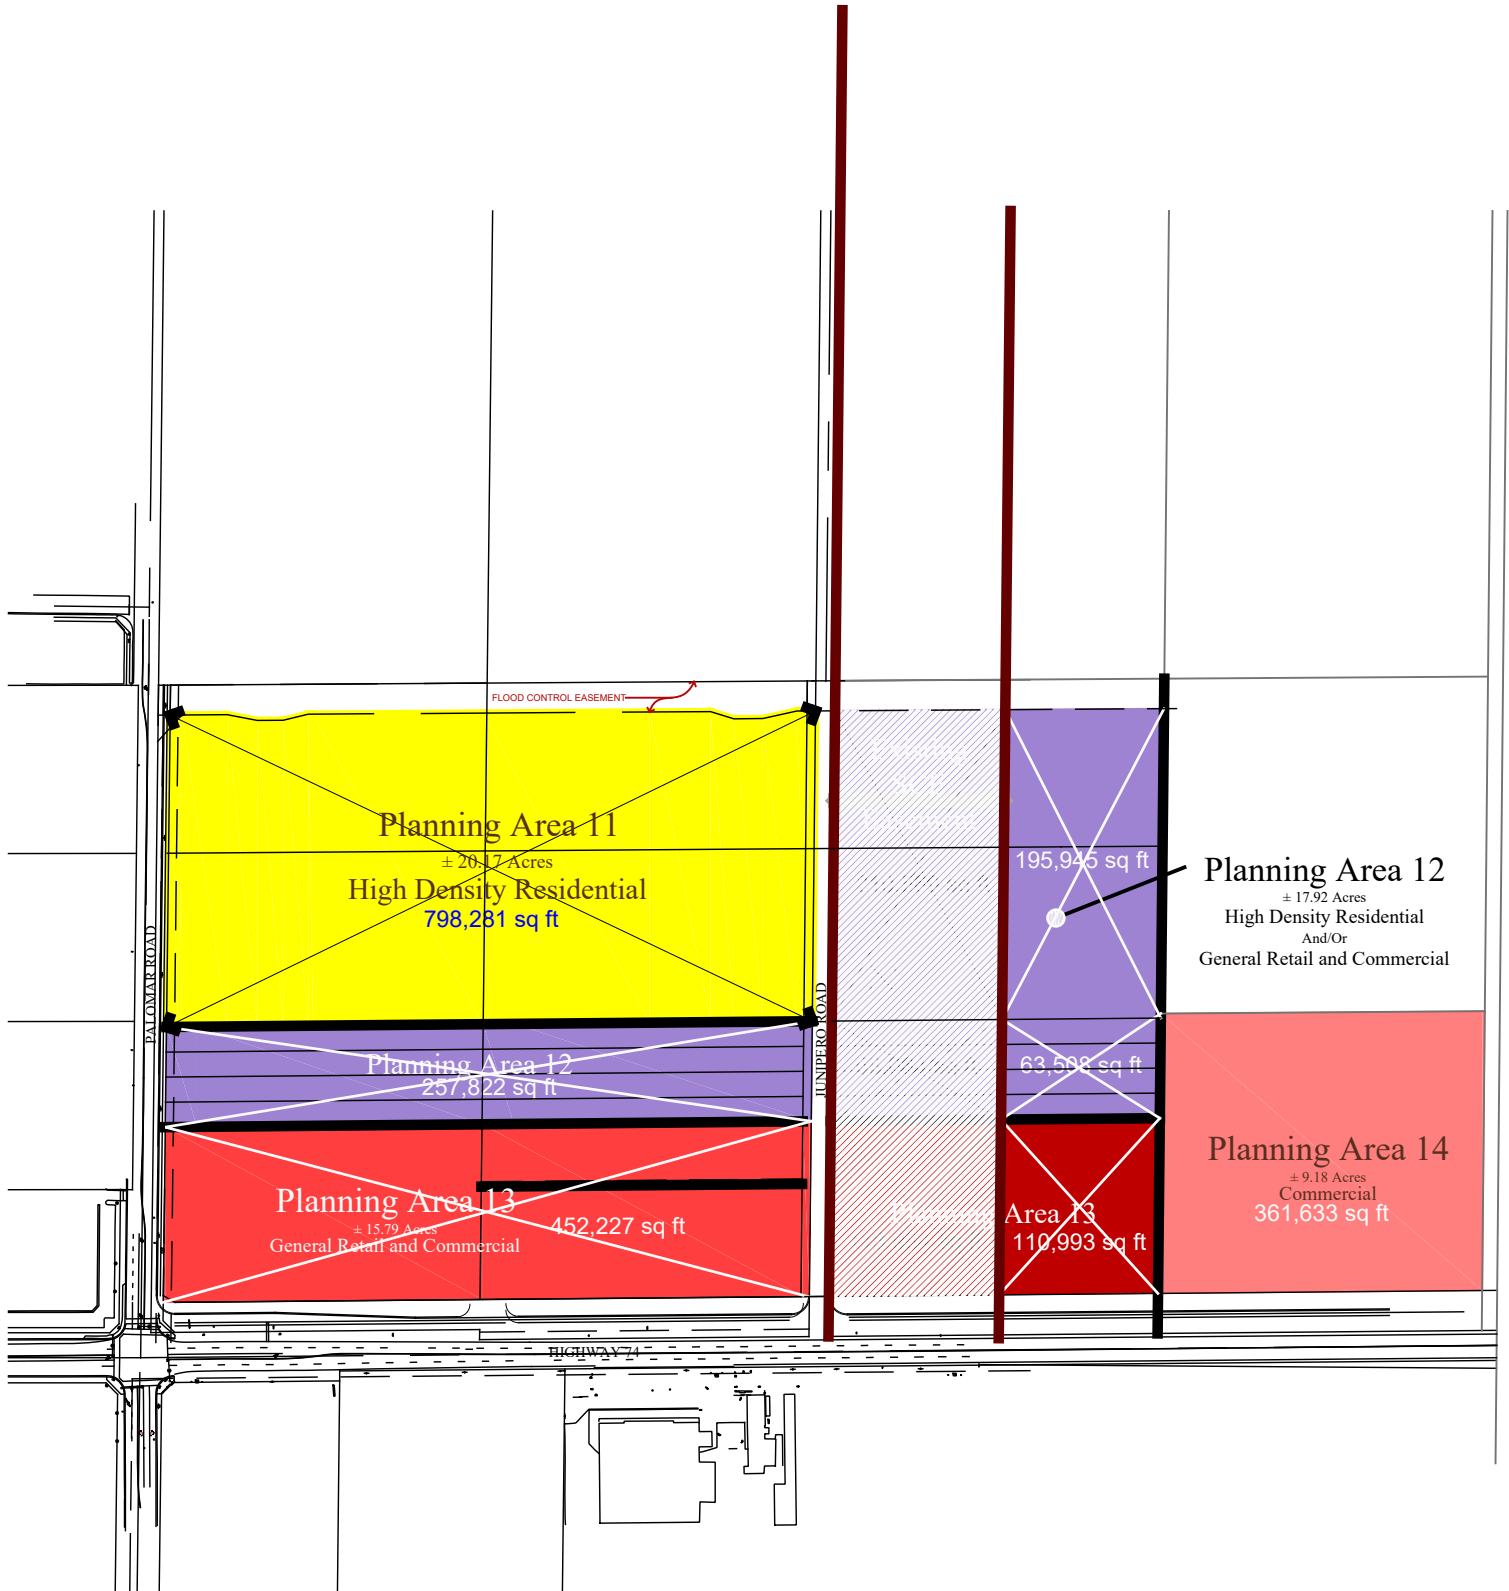 FLOOD CONTROL EASEMENT
Planning Area 11
± 20.17 Acres
High Density Residential
798,281 sq ft
Existing
SCE
Easement
195,945 sq ft
Planning Area 12
± 17.92 Acres
High Density Residential
And/Or
General Retail and Commercial
PALOMAR ROAD
JUNIPERO ROAD
Planning Area 12
257,822 sq ft
63,508 sq ft
Planning Area 13
± 15.79 Acres
General Retail and Commercial
452,227 sq ft
Planning Area 13
110,993 sq ft
Planning Area 14
± 9.18 Acres
Commercial
361,633 sq ft
HIGHWAY 74